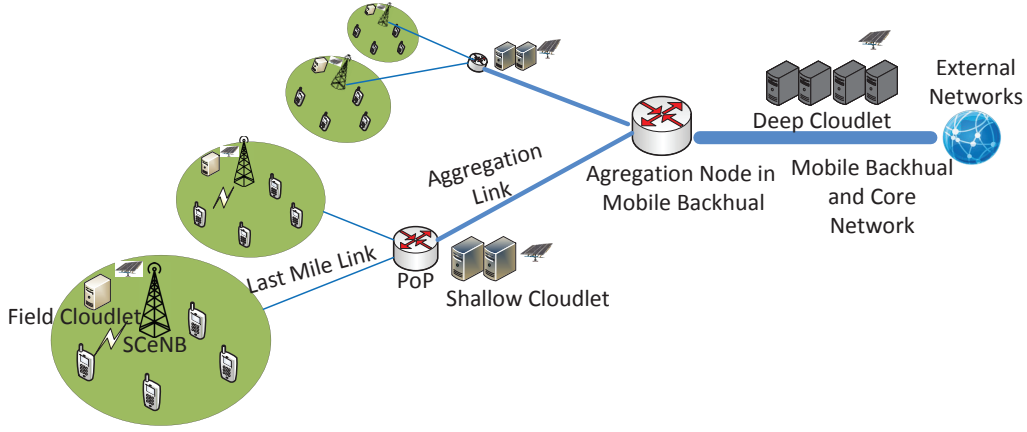 External
Networks
Deep Cloudlet
Aggregation
Link
Agregation Node in
Mobile Backhual
Mobile Backhual
and Core
Network
Last Mile Link
PoP
Shallow Cloudlet
Field Cloudlet
SCeNB